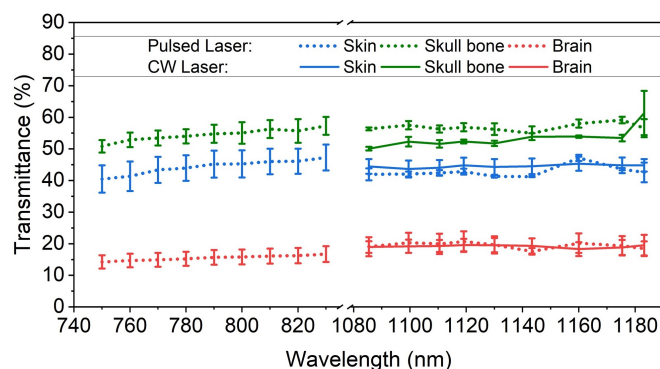 90
80
70
60
50
40
30
20
10
0
Transmittance (%)
Pulsed Laser: Skin Skull bone Brain
CW Laser: Skin Skull bone Brain
740 760 780 800 820 1080 1100 1120 1140 1160 1180
Wavelength (nm)